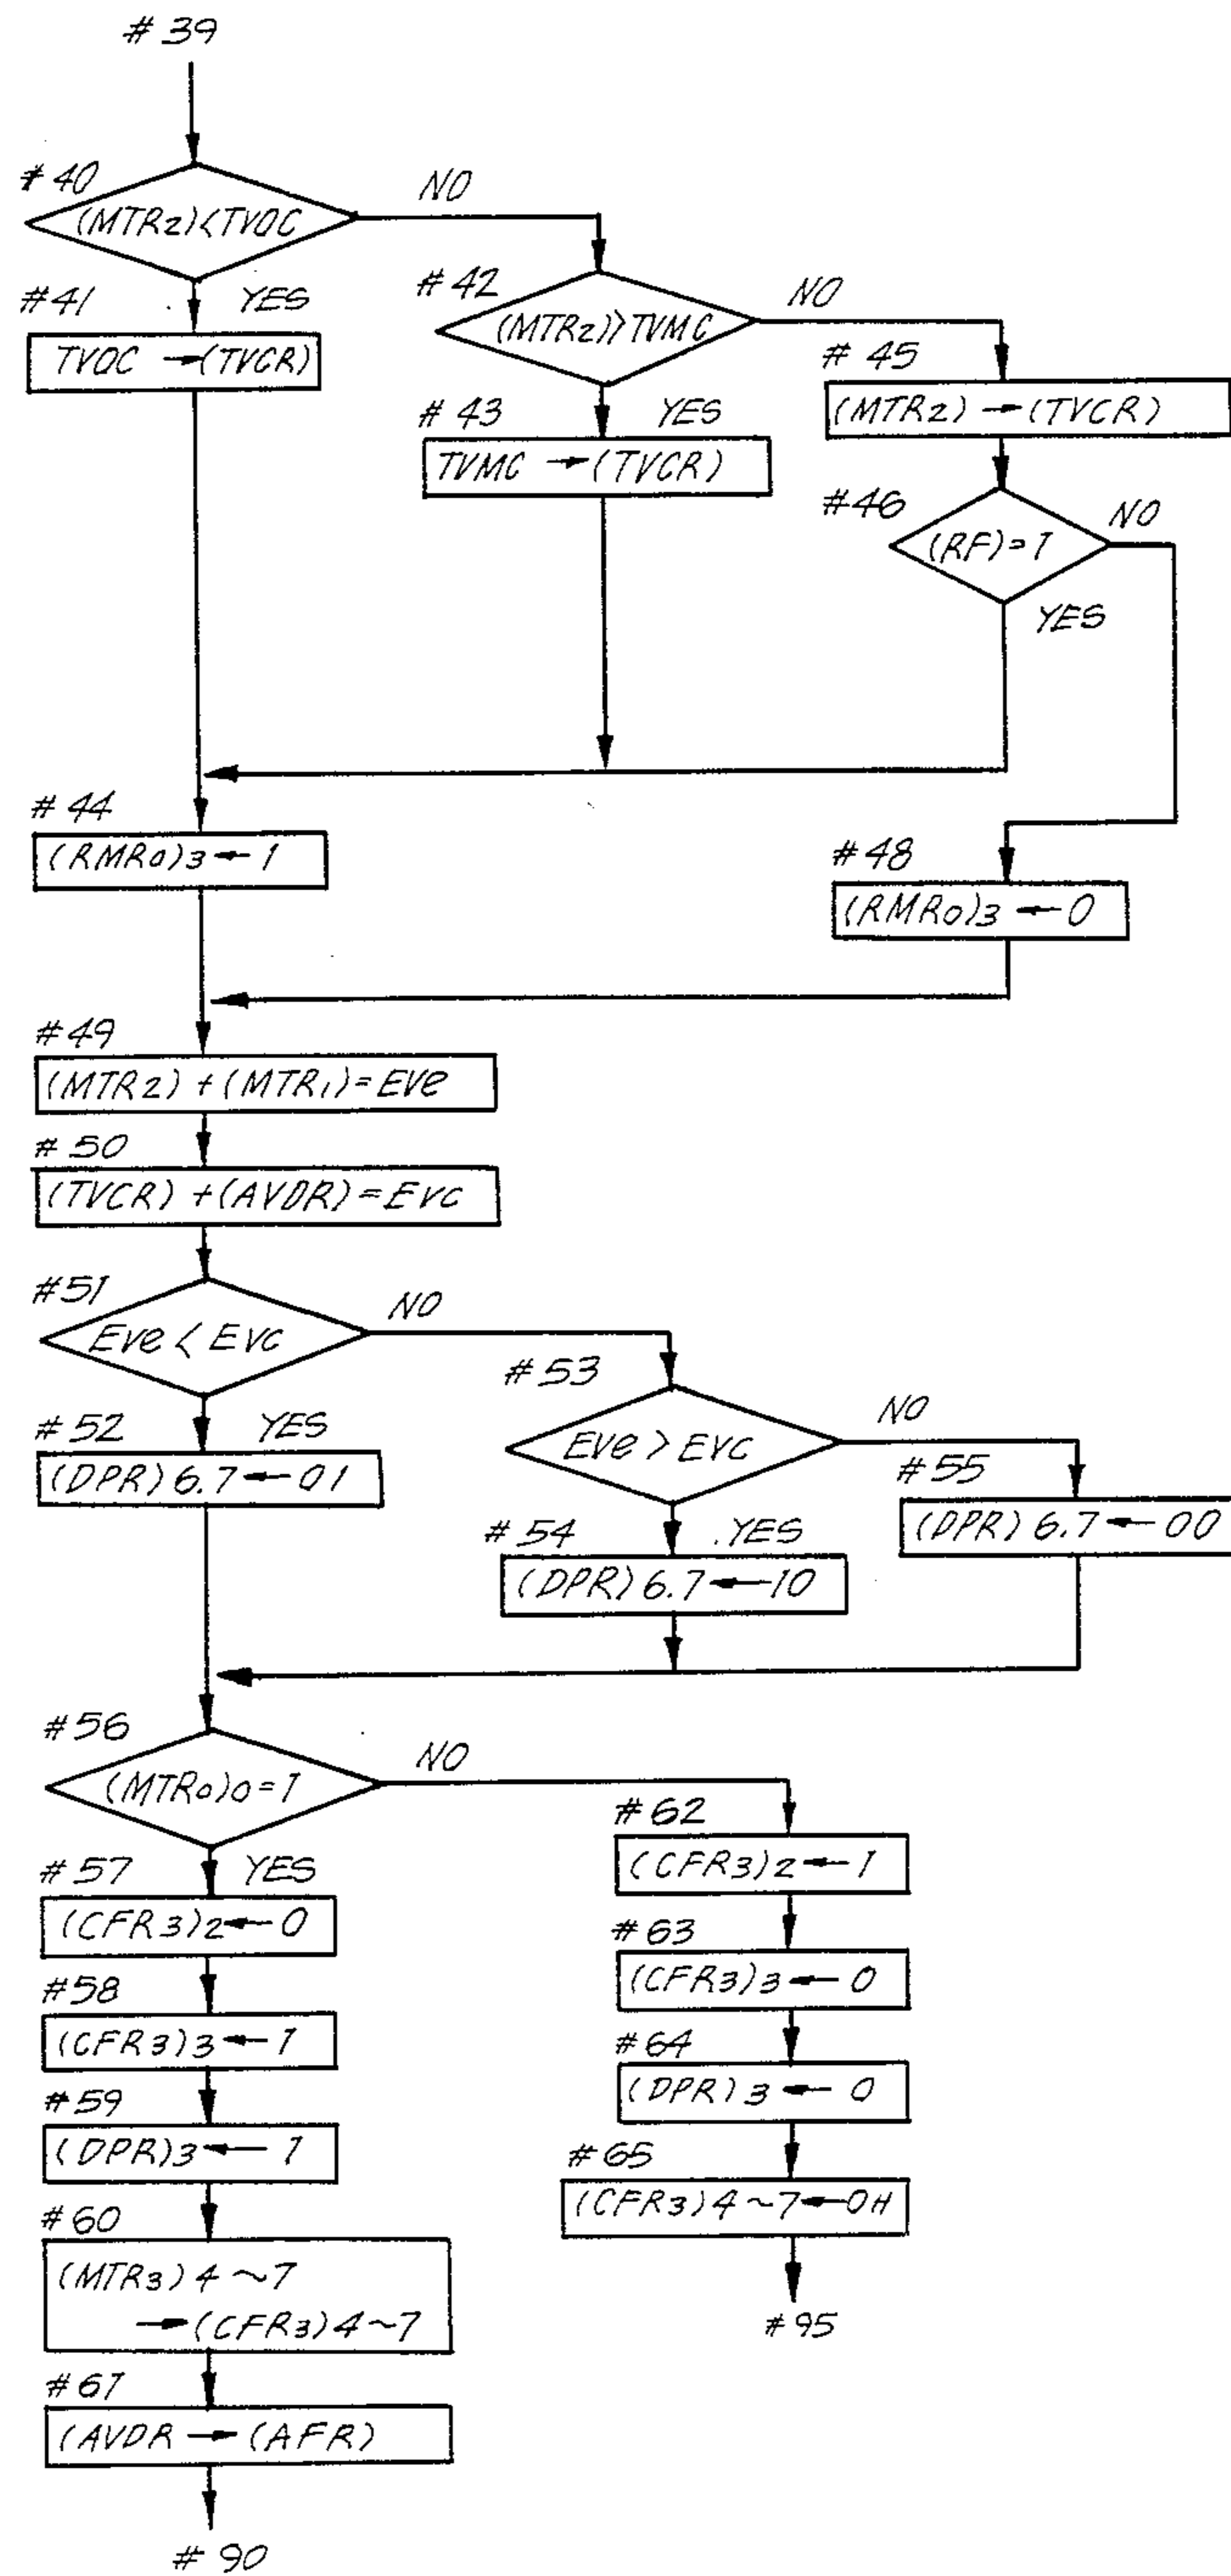 # 39
# 40
(MTR2)<TVOC
NO
# 41
YES
TVOC → (TVCR)
# 42
(MTR2)>TVMC
NO
# 43
YES
TVMC → (TVCR)
# 45
(MTR2) → (TVCR)
# 46
(RF)=1
NO
YES
# 44
(RMR0)3 ← 1
# 48
(RMR0)3 ← 0
# 49
(MTR2) + (MTR1) = Eve
# 50
(TVCR) + (AVDR) = Evc
# 51
Eve < Evc
NO
# 52
YES
(DPR) 6.7 ← 01
# 53
Eve > Evc
NO
# 54
YES
(DPR) 6.7 ← 10
# 55
(DPR) 6.7 ← 00
# 56
(MTR0)0 = 1
NO
# 57
YES
(CFR3)2 ← 0
# 58
(CFR3)3 ← 1
# 59
(DPR)3 ← 1
# 60
(MTR3) 4 ~ 7
→ (CFR3) 4 ~ 7
# 61
(AVDR → (AFR)
# 90
# 62
(CFR3)2 ← 1
# 63
(CFR3)3 ← 0
# 64
(DPR)3 ← 0
# 65
(CFR3) 4 ~ 7 ← 0H
# 95